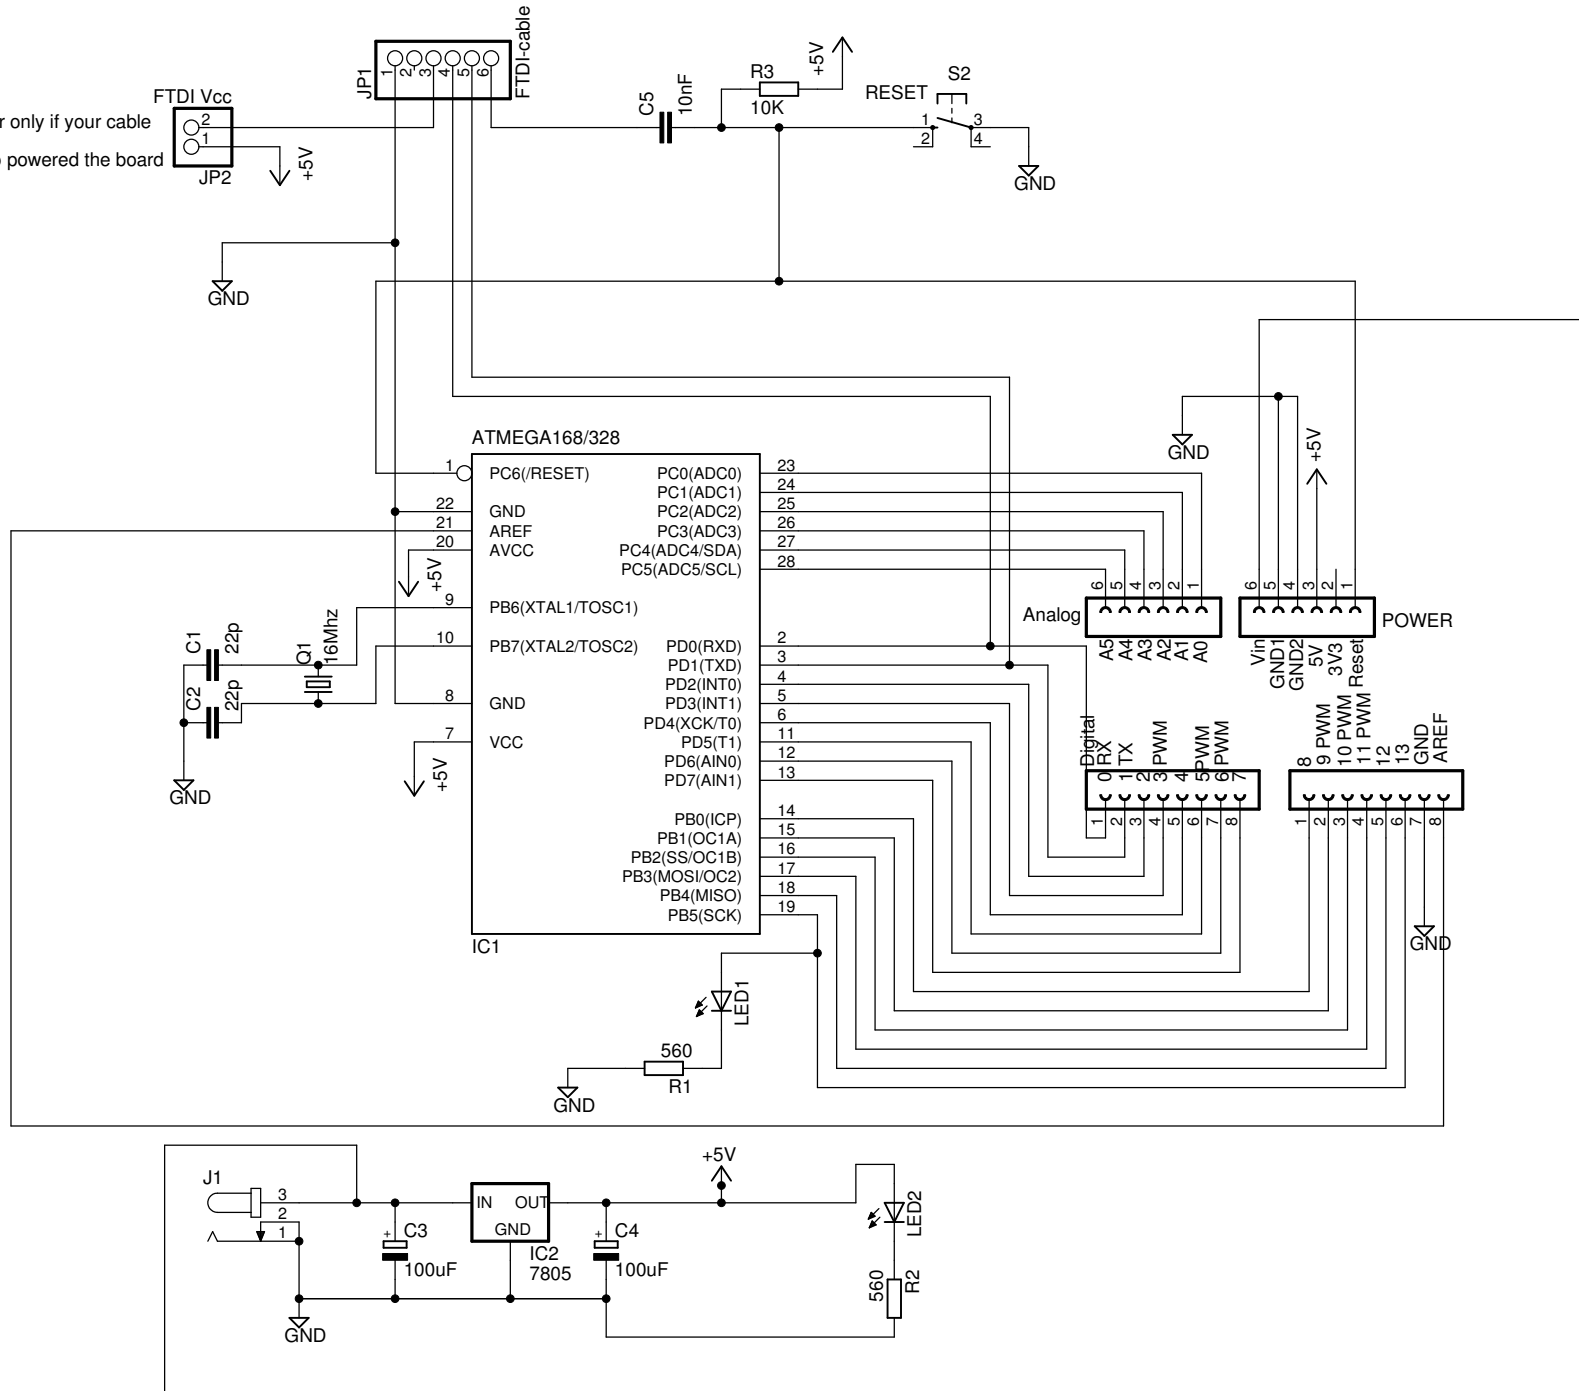 FTDI-cable
JP1
1
2
3
4
5
6
FTDI Vcc
r only if your cable
2
1
powered the board
JP2
+5V
C5
10nF
R3
10K
+5V
S2
RESET
1
2
3
4
GND
GND
GND
+5V
ATMEGA168/328
1 PC6(/RESET)
22 GND
21 AREF
20 AVCC
+5V
9 PB6(XTAL1/TOSC1)
10 PB7(XTAL2/TOSC2)
8 GND
7 VCC
+5V
PC0(ADC0) 23
PC1(ADC1) 24
PC2(ADC2) 25
PC3(ADC3) 26
PC4(ADC4/SDA) 27
PC5(ADC5/SCL) 28
PD0(RXD) 2
PD1(TXD) 3
PD2(INT0) 4
PD3(INT1) 5
PD4(XCK/T0) 6
PD5(T1) 11
PD6(AIN0) 12
PD7(AIN1) 13
PB0(ICP) 14
PB1(OC1A) 15
PB2(SS/OC1B) 16
PB3(MOSI/OC2) 17
PB4(MISO) 18
PB5(SCK) 19
IC1
C1
22p
C2
22p
Q1
16Mhz
GND
Analog
6
5
4
3
2
1
A5
A4
A3
A2
A1
A0
6
5
4
3
2
1
POWER
Vin
GND1
GND2
5V
3V3
Reset
Digital
RX
TX
PWM
PWM
PWM
0
1
2
3
4
5
6
7
1
2
3
4
5
6
7
8
8
9 PWM
10 PWM
11 PWM
12
13
GND
AREF
1
2
3
4
5
6
7
8
GND
LED1
560
R1
GND
J1
3
2
1
C3
100uF
IN
OUT
GND
IC2
7805
C4
100uF
+5V
LED2
560
R2
GND